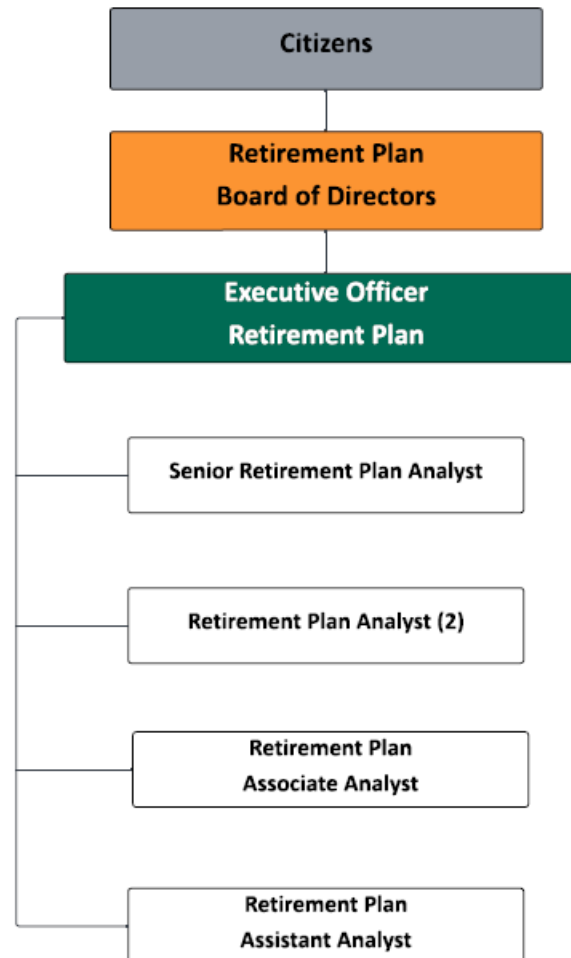 Citizens
Retirement Plan
Board of Directors
Executive Officer
Retirement Plan
Senior Retirement Plan Analyst
Retirement Plan Analyst (2)
Retirement Plan
Associate Analyst
Retirement Plan
Assistant Analyst